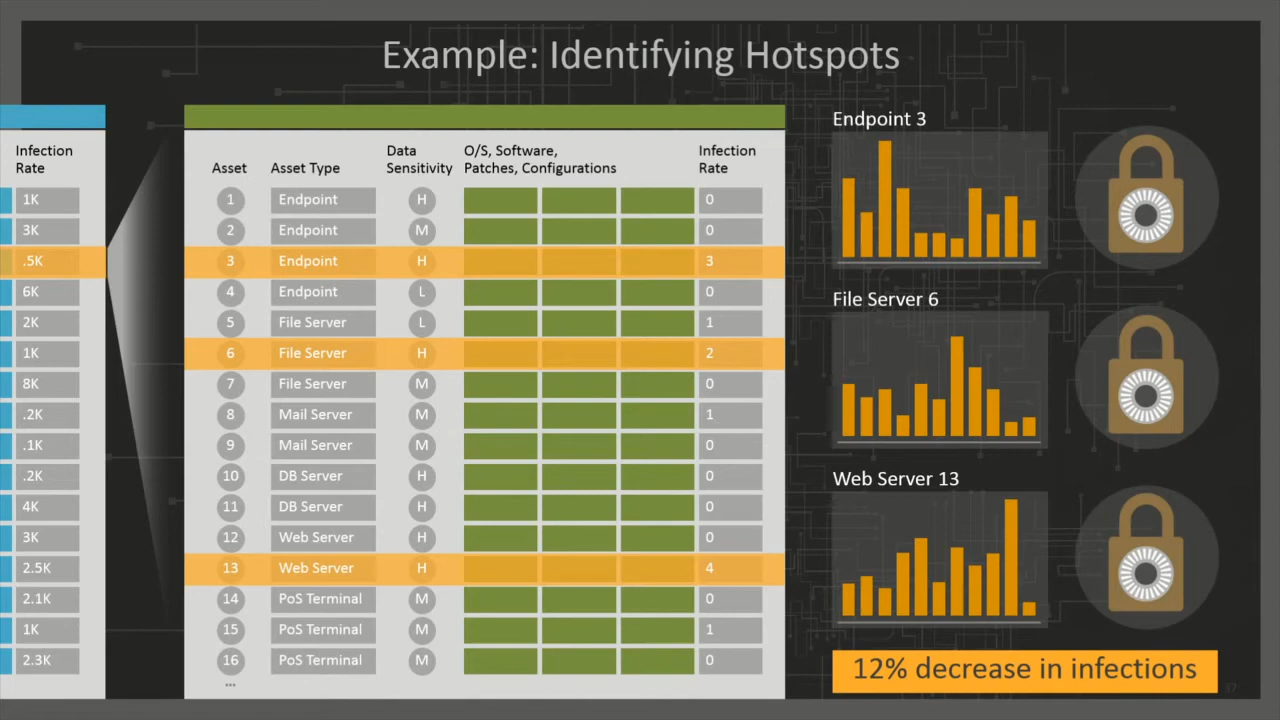 Example: Identifying Hotspots
Infection
Rate
1K
3K
.5K
6K
2K
1K
8K
.2K
.1K
.2K
4K
3K
2.5K
2.1K
1K
2.3K
Asset Asset Type Data Sensitivity O/S, Software, Patches, Configurations Infection Rate
1 Endpoint H 0
2 Endpoint M 0
3 Endpoint H 3
4 Endpoint L 0
5 File Server L 1
6 File Server H 2
7 File Server M 0
8 Mail Server M 1
9 Mail Server M 0
10 DB Server H 0
11 DB Server H 0
12 Web Server H 0
13 Web Server H 4
14 PoS Terminal M 0
15 PoS Terminal M 1
16 PoS Terminal M 0
...
Endpoint 3
File Server 6
Web Server 13
12% decrease in infections